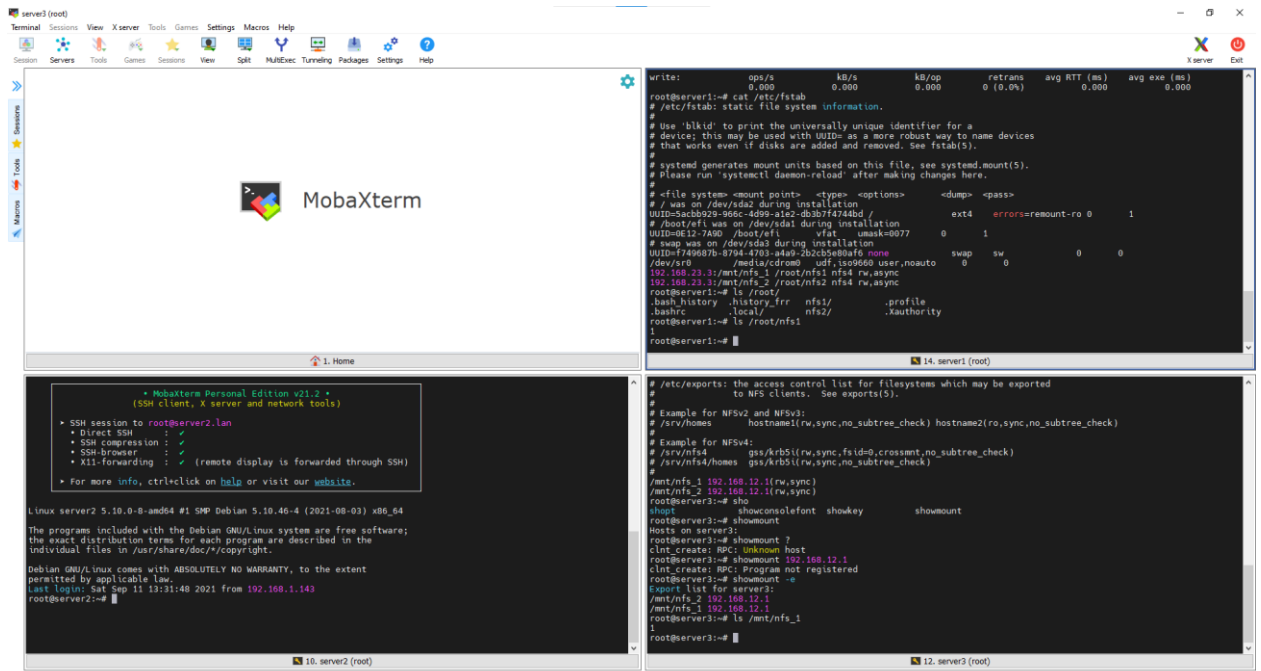 server3 (root)
Terminal Sessions View X server Tools Games Settings Macros Help
Session Servers Tools Games Sessions View Split MultiExec Tunneling Packages Settings Help X server Exit
Sessions
Tools
Macros
MobaXterm
1. Home
write: ops/s kB/s kB/op retrans avg RTT (ms) avg exe (ms)
0.000 0.000 0.000 0 (0.0%) 0.000 0.000
root@server1:~# cat /etc/fstab
# /etc/fstab: static file system information.
#
# Use 'blkid' to print the universally unique identifier for a
# device; this may be used with UUID= as a more robust way to name devices
# that works even if disks are added and removed. See fstab(5).
#
# systemd generates mount units based on this file, see systemd.mount(5).
# Please run 'systemctl daemon-reload' after making changes here.
#
# <file system> <mount point> <type> <options> <dump> <pass>
# / was on /dev/sda2 during installation
UUID=5acbb929-966c-4d99-a1e2-db3b7f4744bd / ext4 errors=remount-ro 0 1
# /boot/efi was on /dev/sda1 during installation
UUID=0E12-7A9D /boot/efi vfat umask=0077 0 1
# swap was on /dev/sda3 during installation
UUID=f749687b-8794-4703-a4a9-2b2cb5e80af6 none swap sw 0 0
/dev/sr0 /media/cdrom0 udf,iso9660 user,noauto 0 0
192.168.23.3:/mnt/nfs_1 /root/nfs1 nfs4 rw,async
192.168.23.3:/mnt/nfs_2 /root/nfs2 nfs4 rw,async
root@server1:~# ls /root/
.bash_history .history_frr nfs1/ .profile
.bashrc .local/ nfs2/ .Xauthority
root@server1:~# ls /root/nfs1
1
root@server1:~#
14. server1 (root)
• MobaXterm Personal Edition v21.2 •
(SSH client, X server and network tools)
➤ SSH session to root@server2.lan
• Direct SSH : ✓
• SSH compression : ✓
• SSH-browser : ✓
• X11-forwarding : ✓ (remote display is forwarded through SSH)
➤ For more info, ctrl+click on help or visit our website.
Linux server2 5.10.0-8-amd64 #1 SMP Debian 5.10.46-4 (2021-08-03) x86_64
The programs included with the Debian GNU/Linux system are free software;
the exact distribution terms for each program are described in the
individual files in /usr/share/doc/*/copyright.
Debian GNU/Linux comes with ABSOLUTELY NO WARRANTY, to the extent
permitted by applicable law.
Last login: Sat Sep 11 13:31:48 2021 from 192.168.1.143
root@server2:~#
10. server2 (root)
# /etc/exports: the access control list for filesystems which may be exported
# to NFS clients. See exports(5).
#
# Example for NFSv2 and NFSv3:
# /srv/homes hostname1(rw,sync,no_subtree_check) hostname2(ro,sync,no_subtree_check)
#
# Example for NFSv4:
# /srv/nfs4 gss/krb5i(rw,sync,fsid=0,crossmnt,no_subtree_check)
# /srv/nfs4/homes gss/krb5i(rw,sync,no_subtree_check)
#
/mnt/nfs_1 192.168.12.1(rw,sync)
/mnt/nfs_2 192.168.12.1(rw,sync)
root@server3:~# sho
shopt showconsolefont showkey showmount
root@server3:~# showmount
Hosts on server3:
root@server3:~# showmount ?
clnt_create: RPC: Unknown host
root@server3:~# showmount 192.168.12.1
clnt_create: RPC: Program not registered
root@server3:~# showmount -e
Export list for server3:
/mnt/nfs_2 192.168.12.1
/mnt/nfs_1 192.168.12.1
root@server3:~# ls /mnt/nfs_1
1
root@server3:~#
12. server3 (root)